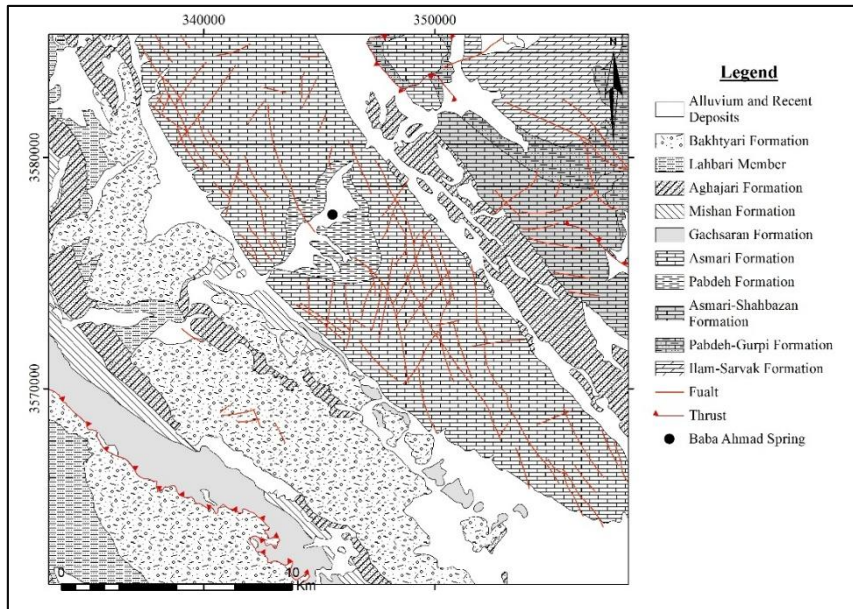 340000
350000
N
3580000
3570000
0
10
Km
Legend
Alluvium and Recent
Deposits
Bakhtyari Formation
Lahbari Member
Aghajari Formation
Mishan Formation
Gachsaran Formation
Asmari Formation
Pabdeh Formation
Asmari-Shahbazan
Formation
Pabdeh-Gurpi Formation
Ilam-Sarvak Formation
Fualt
Thrust
Baba Ahmad Spring